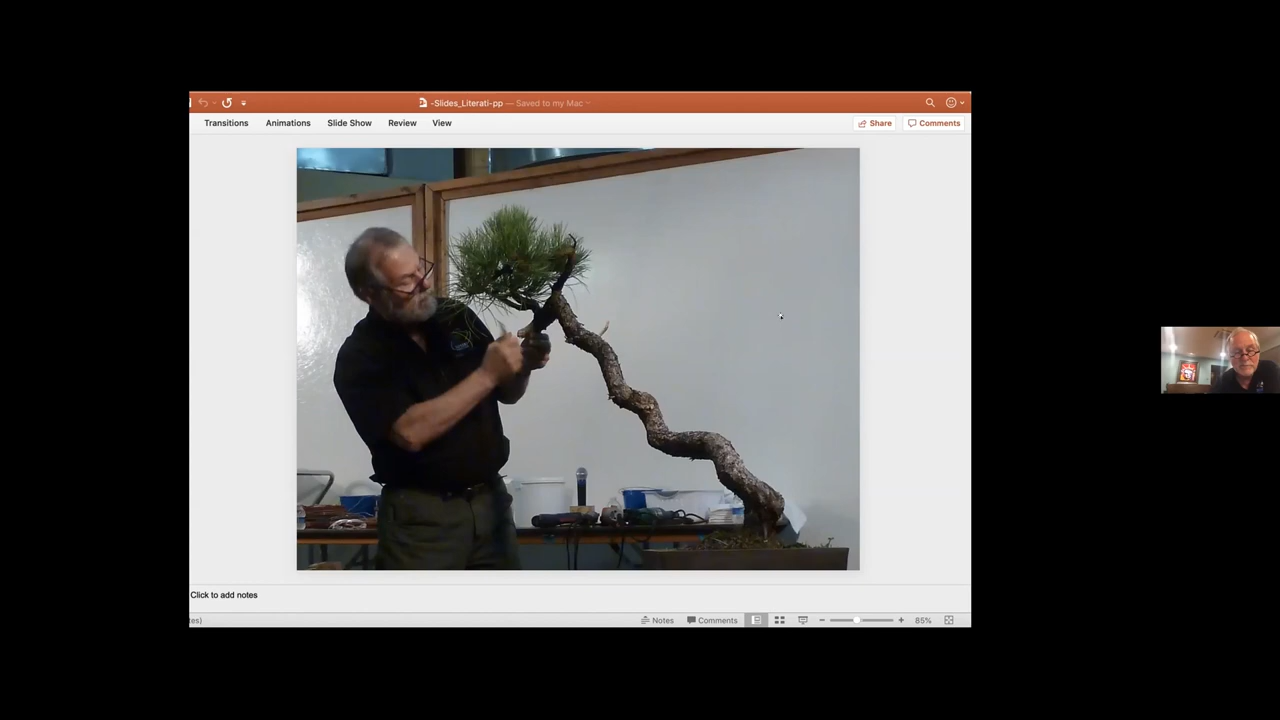 -Slides_Literati-pp — Saved to my Mac
Transitions Animations Slide Show Review View Share Comments
Click to add notes
tes) Notes Comments 85%